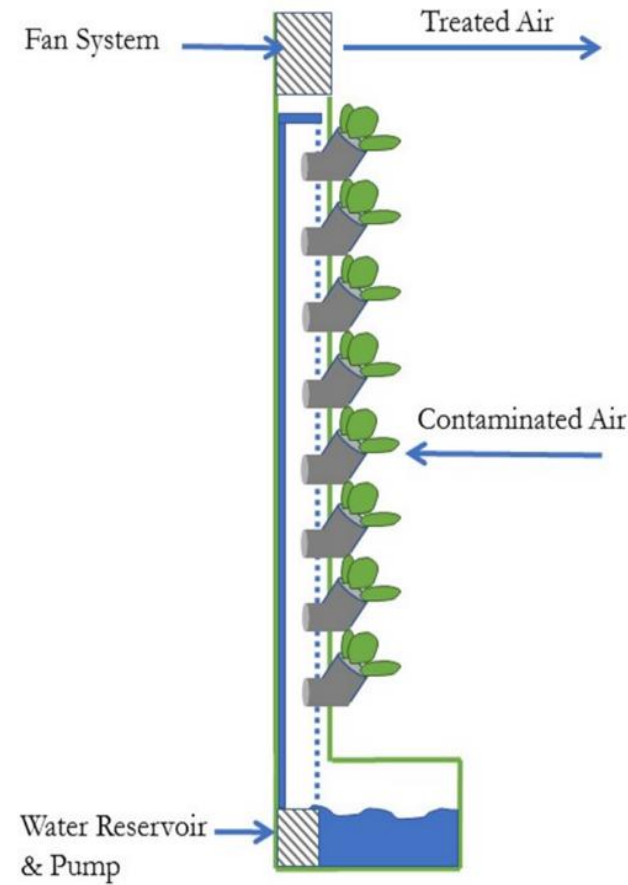 Treated Air
Fan System
Contaminated Air
Water Reservoir
& Pump